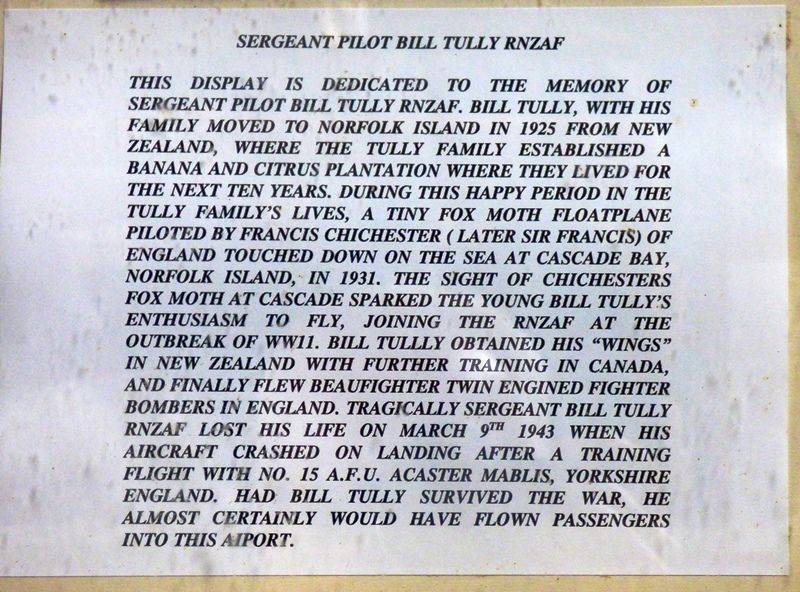 SERGEANT PILOT BILL TULLY RNZAF
THIS DISPLAY IS DEDICATED TO THE MEMORY OF
SERGEANT PILOT BILL TULLY RNZAF. BILL TULLY, WITH HIS
FAMILY MOVED TO NORFOLK ISLAND IN 1925 FROM NEW
ZEALAND, WHERE THE TULLY FAMILY ESTABLISHED A
BANANA AND CITRUS PLANTATION WHERE THEY LIVED FOR
THE NEXT TEN YEARS. DURING THIS HAPPY PERIOD IN THE
TULLY FAMILY'S LIVES, A TINY FOX MOTH FLOATPLANE
PILOTED BY FRANCIS CHICHESTER ( LATER SIR FRANCIS) OF
ENGLAND TOUCHED DOWN ON THE SEA AT CASCADE BAY,
NORFOLK ISLAND, IN 1931. THE SIGHT OF CHICHESTERS
FOX MOTH AT CASCADE SPARKED THE YOUNG BILL TULLY'S
ENTHUSIASM TO FLY, JOINING THE RNZAF AT THE
OUTBREAK OF WW11. BILL TULLLY OBTAINED HIS “WINGS”
IN NEW ZEALAND WITH FURTHER TRAINING IN CANADA,
AND FINALLY FLEW BEAUFIGHTER TWIN ENGINED FIGHTER
BOMBERS IN ENGLAND. TRAGICALLY SERGEANT BILL TULLY
RNZAF LOST HIS LIFE ON MARCH 9TH 1943 WHEN HIS
AIRCRAFT CRASHED ON LANDING AFTER A TRAINING
FLIGHT WITH NO. 15 A.F.U. ACASTER MABLIS, YORKSHIRE
ENGLAND. HAD BILL TULLY SURVIVED THE WAR, HE
ALMOST CERTAINLY WOULD HAVE FLOWN PASSENGERS
INTO THIS AIPORT.